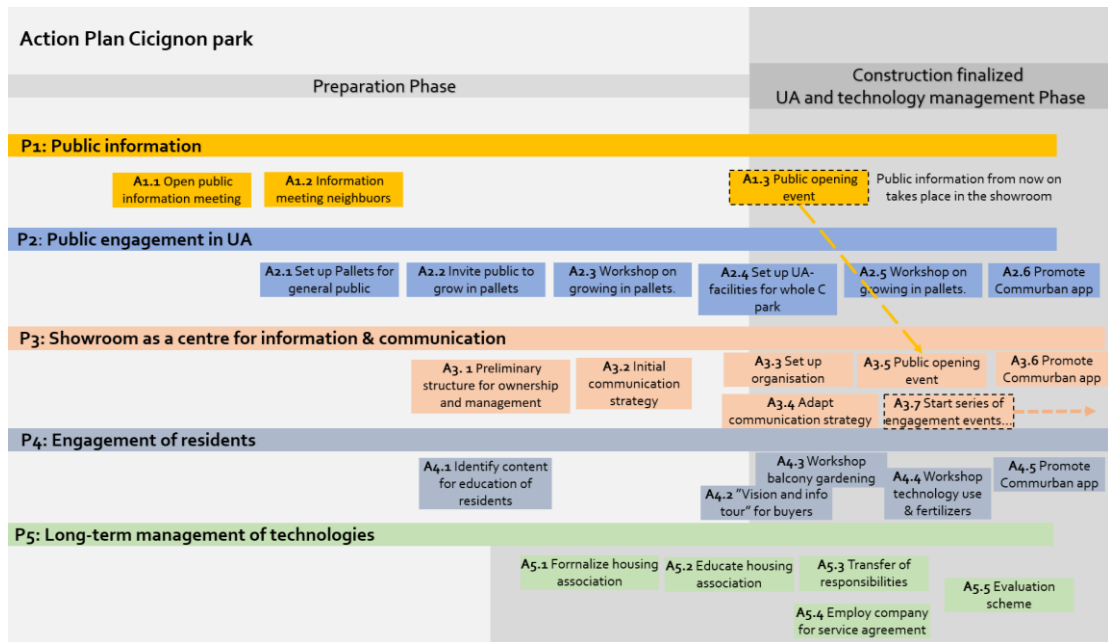 Action Plan Cicignon park
Preparation Phase
Construction finalized
UA and technology management Phase
P1: Public information
A1.1 Open public
information meeting
A1.2 Information
meeting neighbuors
A1.3 Public opening
event
Public information from now on
takes place in the showroom
P2: Public engagement in UA
A2.1 Set up Pallets for
general public
A2.2 Invite public to
grow in pallets
A2.3 Workshop on
growing in pallets.
A2.4 Set up UA-
facilities for whole C
park
A2.5 Workshop on
growing in pallets.
A2.6 Promote
Commurban app
P3: Showroom as a centre for information & communication
A3. 1 Preliminary
structure for ownership
and management
A3.2 Initial
communication
strategy
A3.3 Set up
organisation
A3.5 Public opening
event
A3.6 Promote
Commurban app
A3.4 Adapt
communication strategy
A3.7 Start series of
engagement events...
P4: Engagement of residents
A4.1 Identify content
for education of
residents
A4.3 Workshop
balcony gardening
A4.2 "Vision and info
tour" for buyers
A4.4 Workshop
technology use
& fertilizers
A4.5 Promote
Commurban app
P5: Long-term management of technologies
A5.1 Forrnalize housing
association
A5.2 Educate housing
association
A5.3 Transfer of
responsibilities
A5.4 Employ company
for service agreement
A5.5 Evaluation
scheme